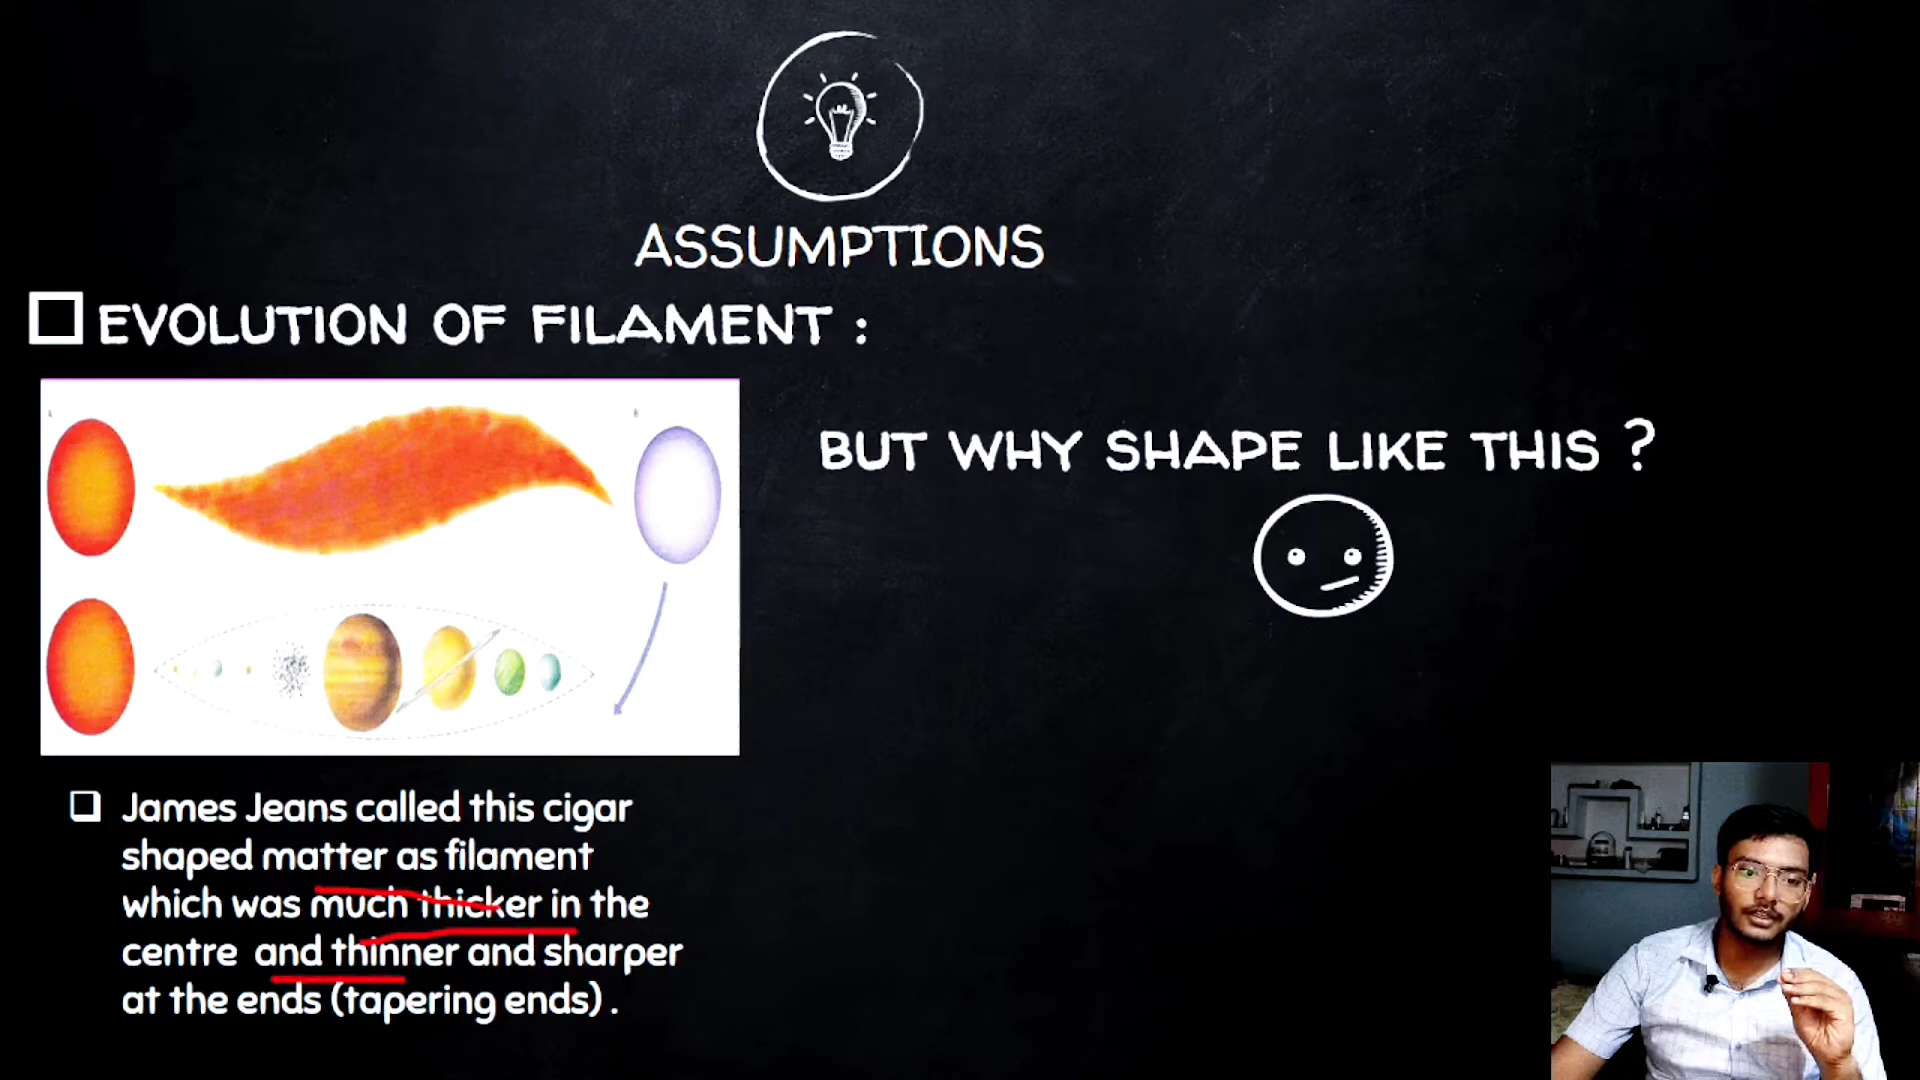 ASSUMPTIONS
EVOLUTION OF FILAMENT :
BUT WHY SHAPE LIKE THIS ?
James Jeans called this cigar
shaped matter as filament
which was much thicker in the
centre and thinner and sharper
at the ends (tapering ends) .